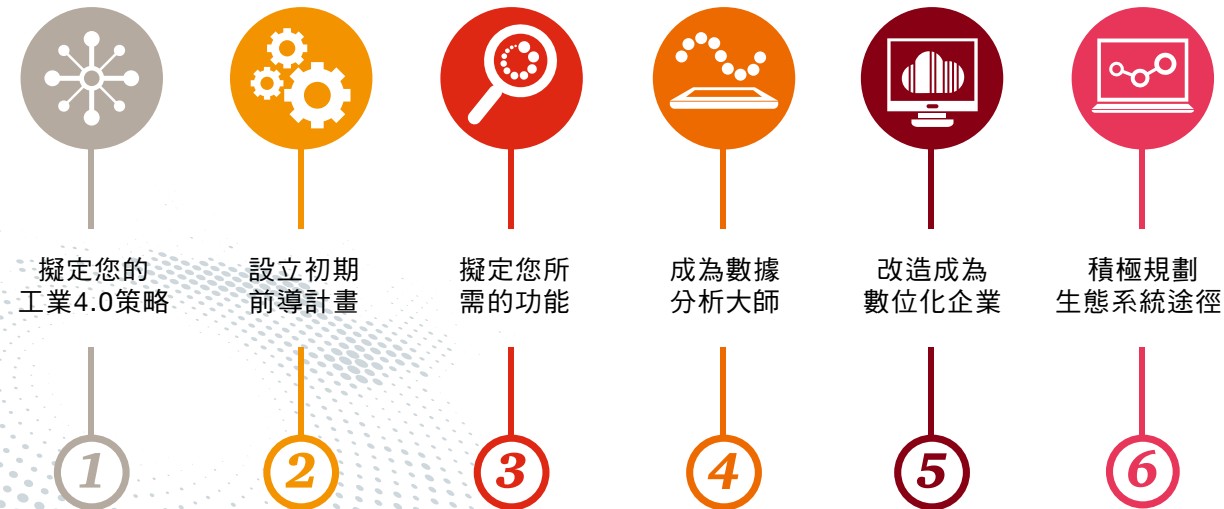 擬定您的
工業4.0策略
設立初期
前導計畫
擬定您所
需的功能
成為數據
分析大師
改造成為
數位化企業
積極規劃
生態系統途徑
1
2
3
4
5
6